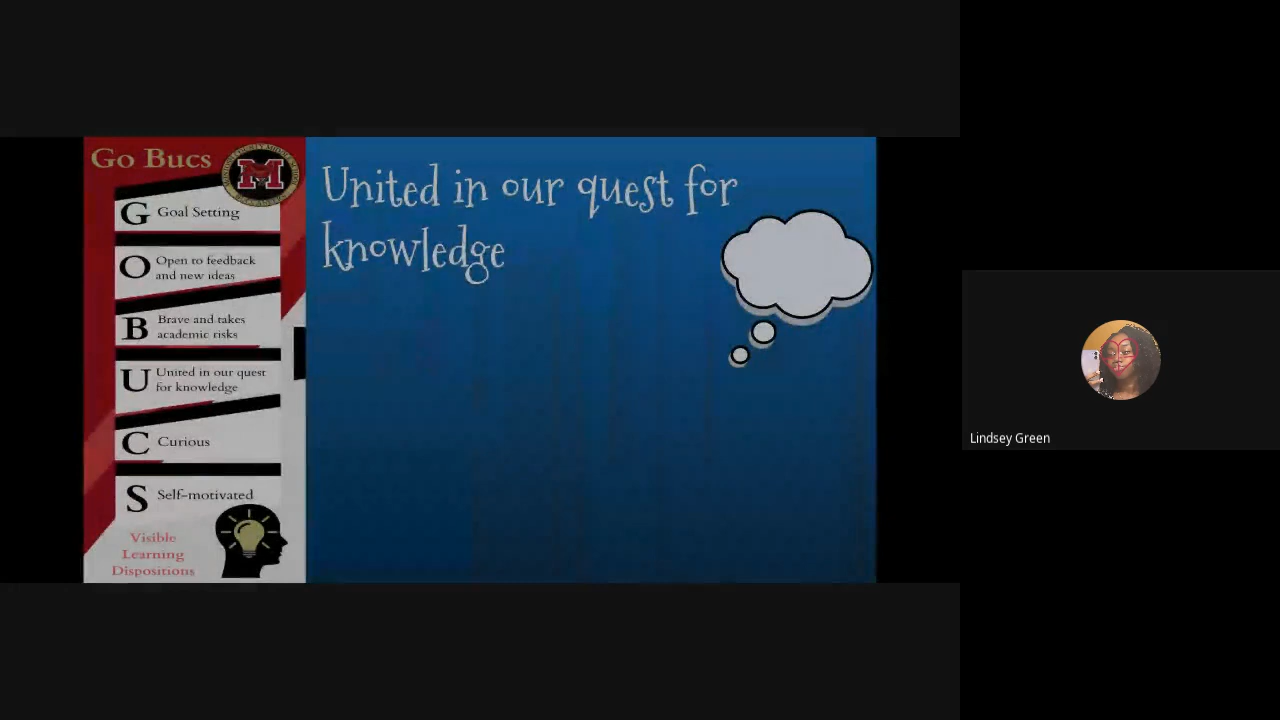 Go Bucs
M
G Goal Setting
O Open to feedback
and new ideas
B Brave and takes
academic risks
U United in our quest
for knowledge
C Curious
S Self-motivated
Visible
Learning
Dispositions
United in our quest for
knowledge
Lindsey Green